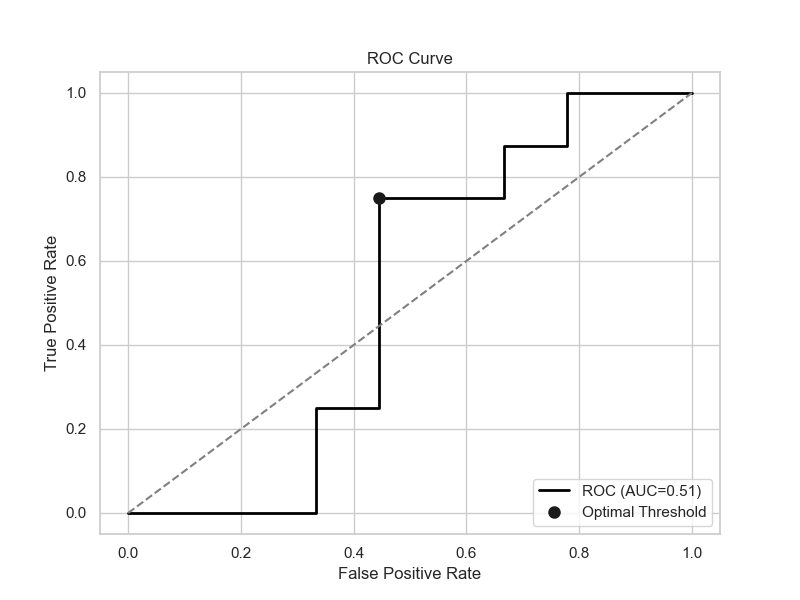 ROC Curve
True Positive Rate
1.0
0.8
0.6
0.4
0.2
0.0
0.0 0.2 0.4 0.6 0.8 1.0
False Positive Rate
ROC (AUC=0.51)
Optimal Threshold